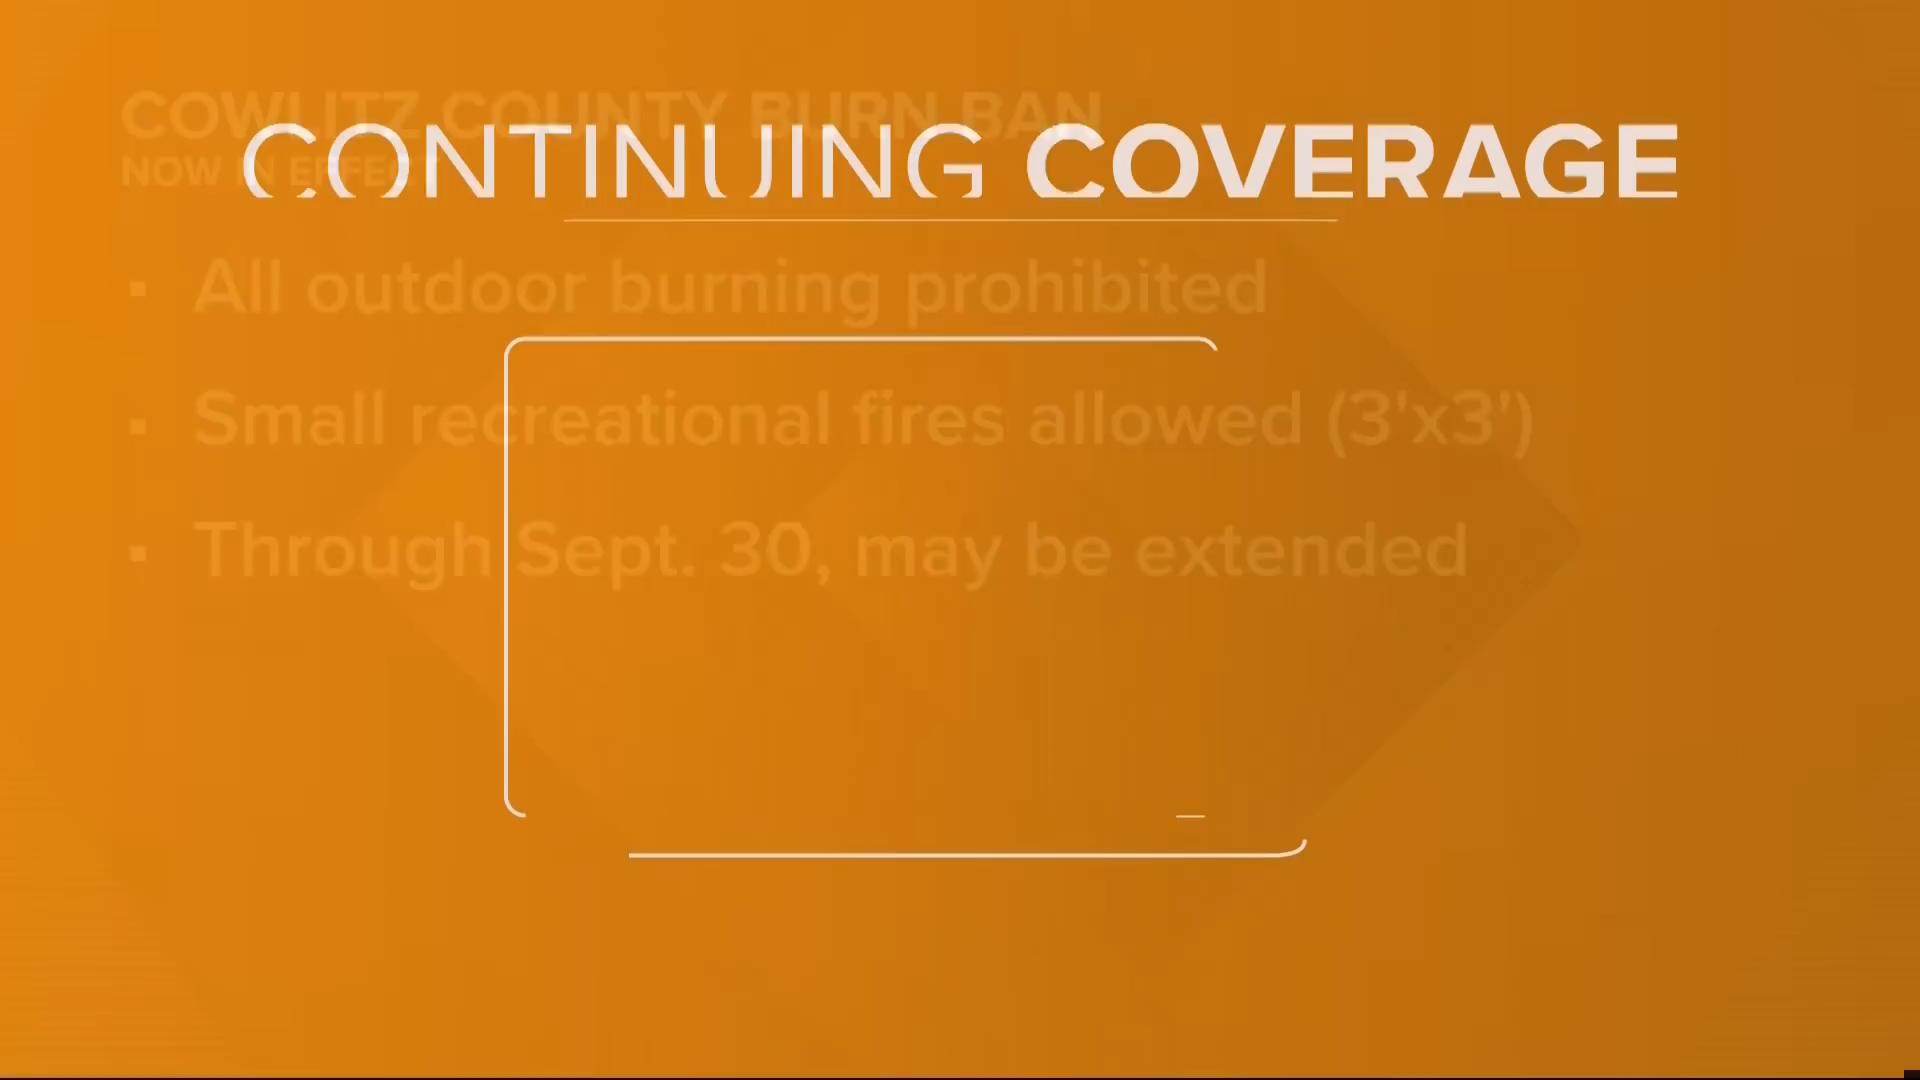 COWLITZ COUNTY BURN BAN
CONTINUING COVERAGE
NOW IN EFFECT
▪ All outdoor burning prohibited
▪ Small recreational fires allowed (3'x3')
▪ Through Sept. 30, may be extended